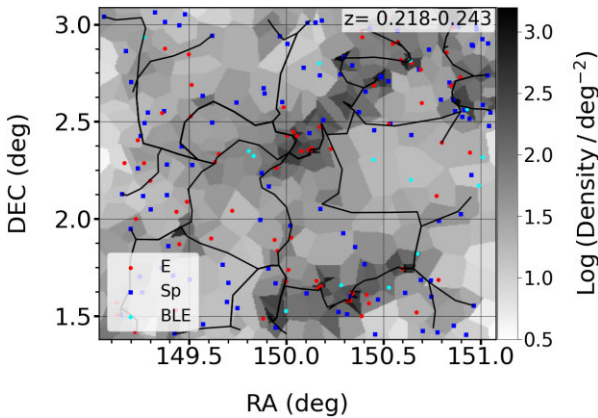 z= 0.218-0.243
3.0
2.5
2.0
1.5
DEC (deg)
E
Sp
BLE
149.5
150.0
150.5
151.0
RA (deg)
3.0
2.5
2.0
1.5
1.0
0.5
Log (Density / deg⁻²)